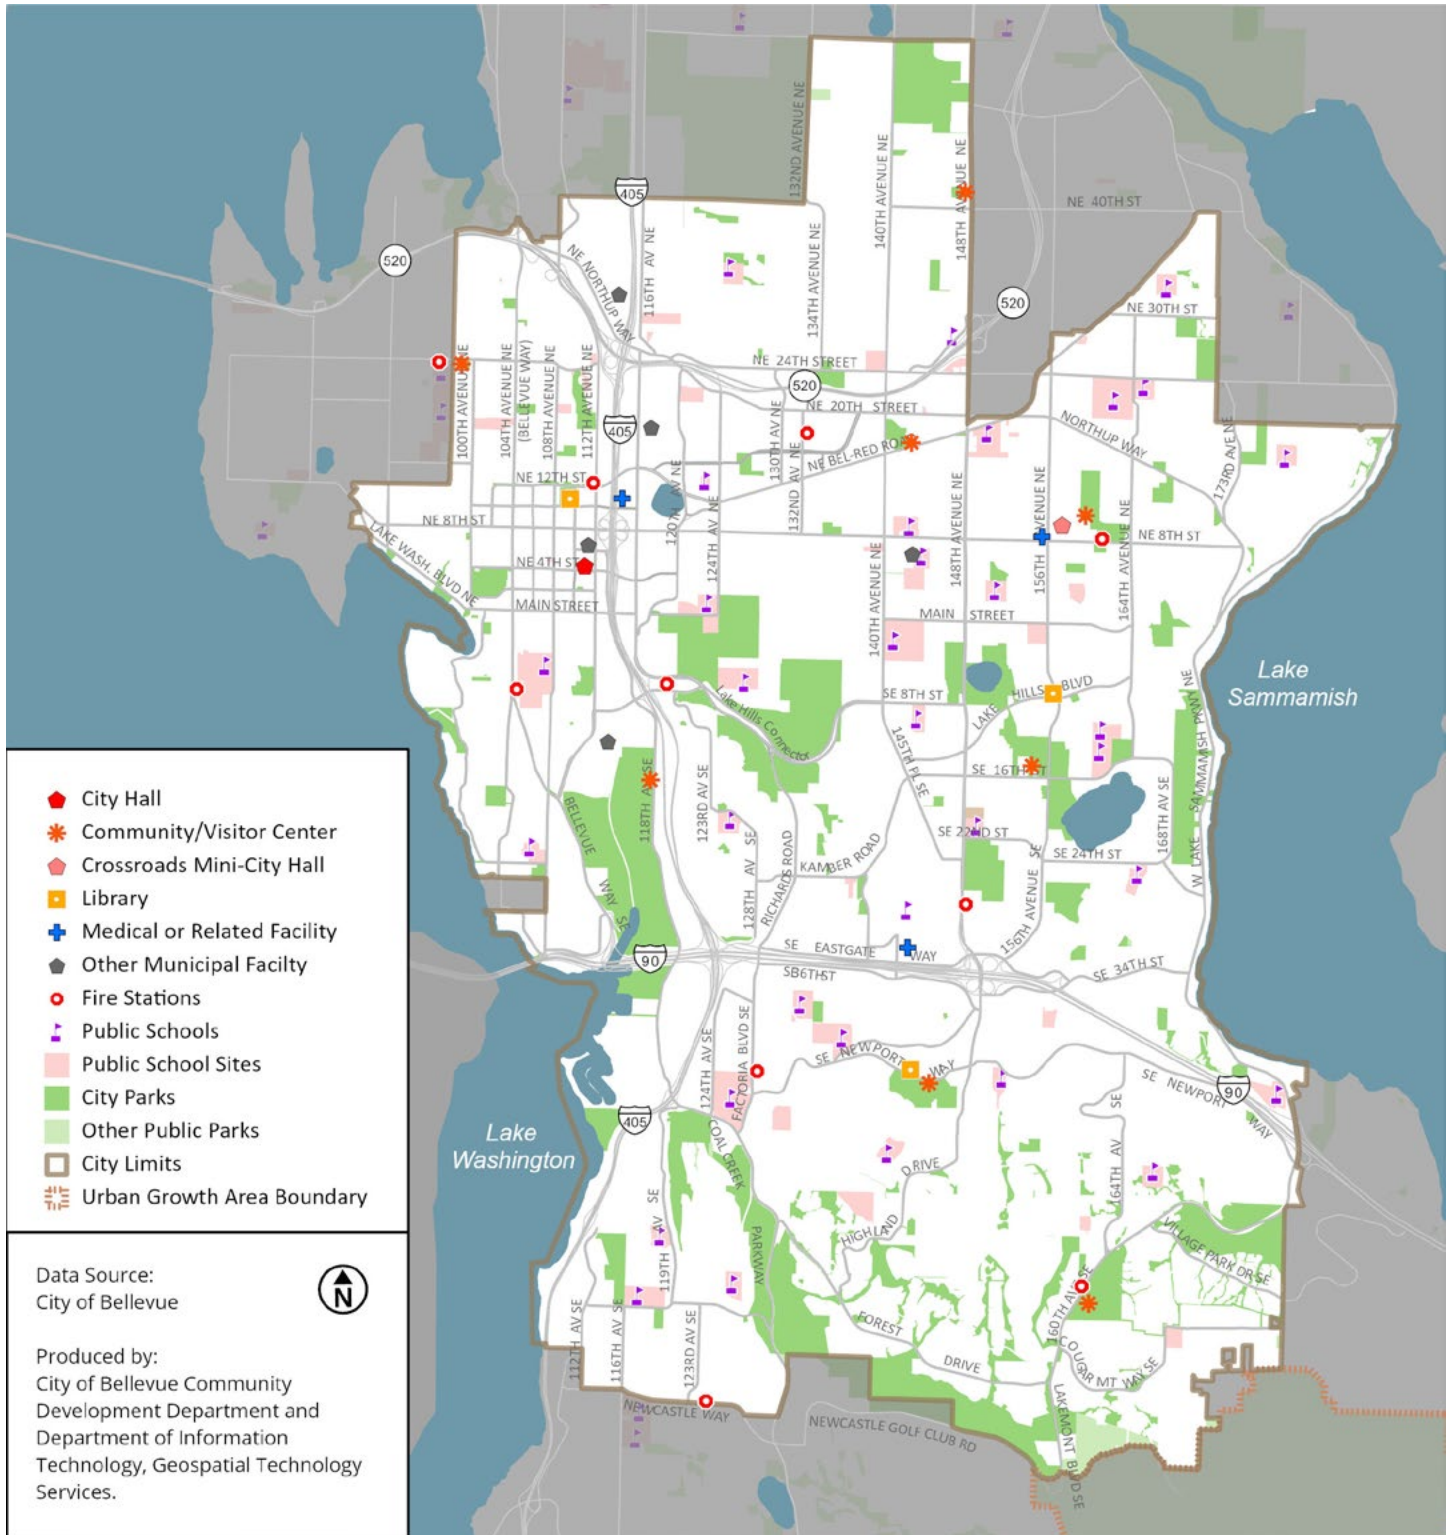 132ND AVENUE NE
140TH AVENUE NE
148TH AVENUE NE
NE 40TH ST
405
520
NE NORTHUP WAY
116TH AV NE
134TH AVENUE NE
520
NE 30TH ST
NE 24TH STREET
520
100TH AVENUE NE
104TH AVENUE NE
(BELLEVUE WAY)
108TH AVENUE NE
112TH AVENUE NE
405
NE 20TH STREET
130TH AV NE
132ND AV NE
NE BEL-RED ROAD
NORTHUP WAY
173RD AVE NE
NE 12TH ST
120TH AV NE
124TH AV NE
148TH AVENUE NE
156TH AVENUE NE
164TH AVENUE NE
NE 8TH ST
NE 8TH ST
LAKE WASH. BLVD NE
NE 4TH ST
140TH AVENUE NE
MAIN STREET
MAIN STREET
Lake
Sammamish
SE 8TH ST
LAKE HILLS BLVD
Lake Hills Connector
145TH PL SE
SE 16TH ST
W LAKE SAMMAMISH PKWY NE
118TH AV SE
123RD AV SE
BELLEVUE WAY SE
128TH AV SE
RICHARDS ROAD
KAMBER ROAD
SE 22ND ST
SE 24TH ST
168TH AV SE
156TH AVENUE SE
SE EASTGATE WAY
90
SB6TH ST
SE 34TH ST
124TH AV SE
FACTORIA BLVD SE
SE NEWPORT WAY
SE NEWPORT WAY
90
405
Lake
Washington
COAL CREEK PARKWAY
164TH AV SE
HIGHLAND DRIVE
119TH AV SE
VILLAGE PARK DR SE
160TH AV SE
FOREST DRIVE
COUGAR MT WAY SE
112TH AV SE
116TH AV SE
123RD AV SE
NEWCASTLE WAY
NEWCASTLE GOLF CLUB RD
LAKEMONT BLVD SE
City Hall
Community/Visitor Center
Crossroads Mini-City Hall
Library
Medical or Related Facility
Other Municipal Facilty
Fire Stations
Public Schools
Public School Sites
City Parks
Other Public Parks
City Limits
Urban Growth Area Boundary
Data Source:
City of Bellevue
N
Produced by:
City of Bellevue Community
Development Department and
Department of Information
Technology, Geospatial Technology
Services.